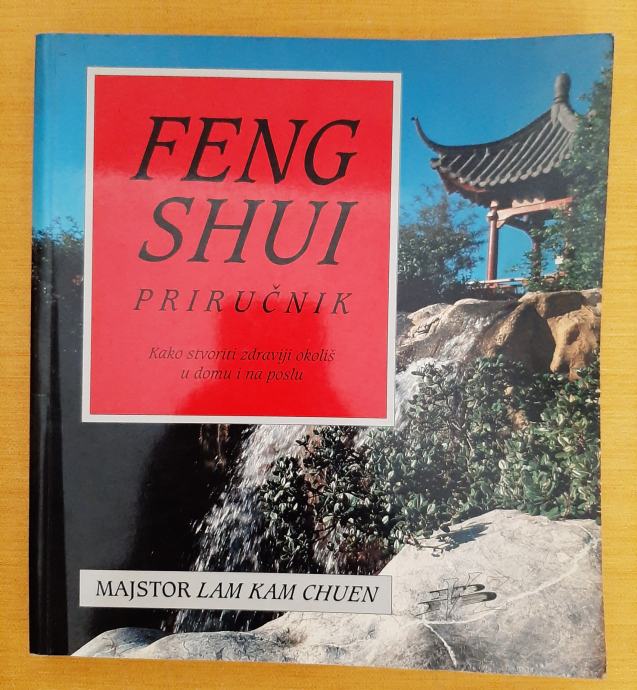 FENG
SHUI
PRIRUČNIK
Kako stvoriti zdraviji okoliš
u domu i na poslu
MAJSTOR LAM KAM CHUEN